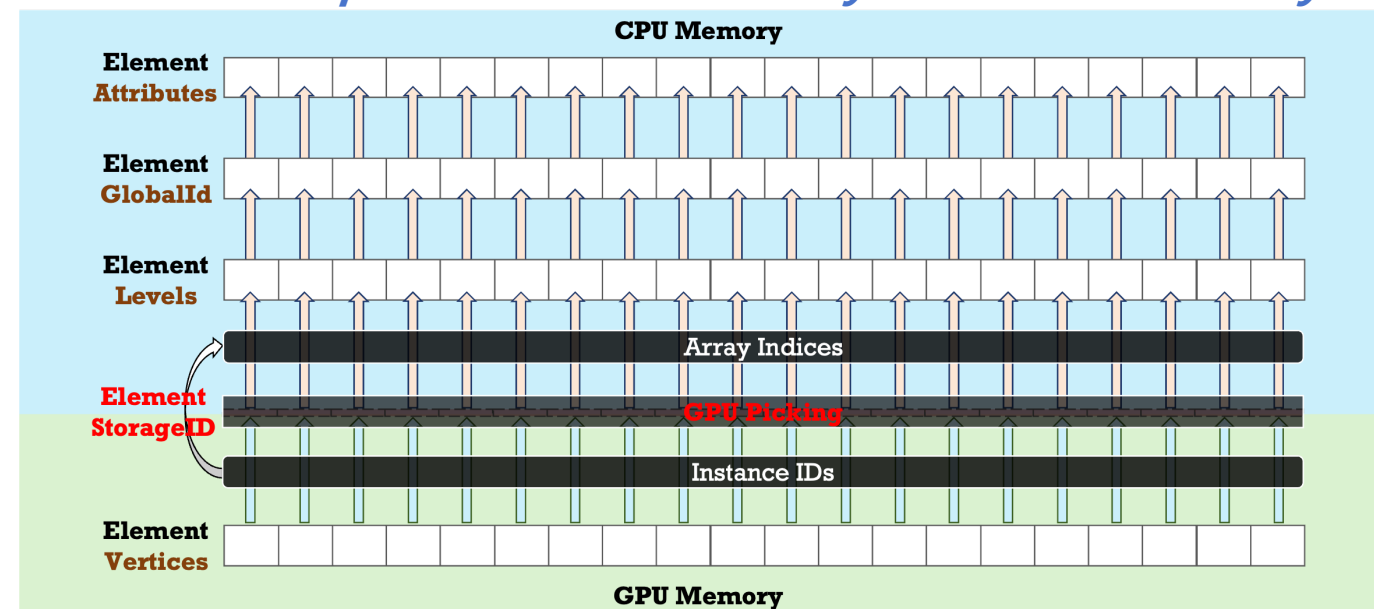 CPU Memory
Element
Attributes
Element
GlobalId
Element
Levels
Array Indices
Element
StorageID
GPU Picking
Instance IDs
Element
Vertices
GPU Memory